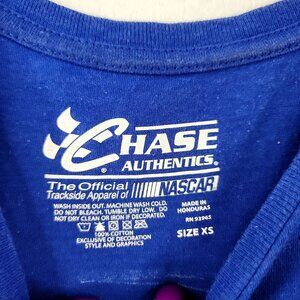 CHASE
AUTHENTICS®
The Official
Trackside Apparel of NASCAR
WASH INSIDE OUT. MACHINE WASH COLD.
DO NOT BLEACH. TUMBLE DRY LOW. DO
NOT DRY CLEAN OR IRON IF DECORATED.
100% COTTON
EXCLUSIVE OF DECORATION
STYLE AND GRAPHICS
MADE IN
HONDURAS
RN 93965
SIZE XS